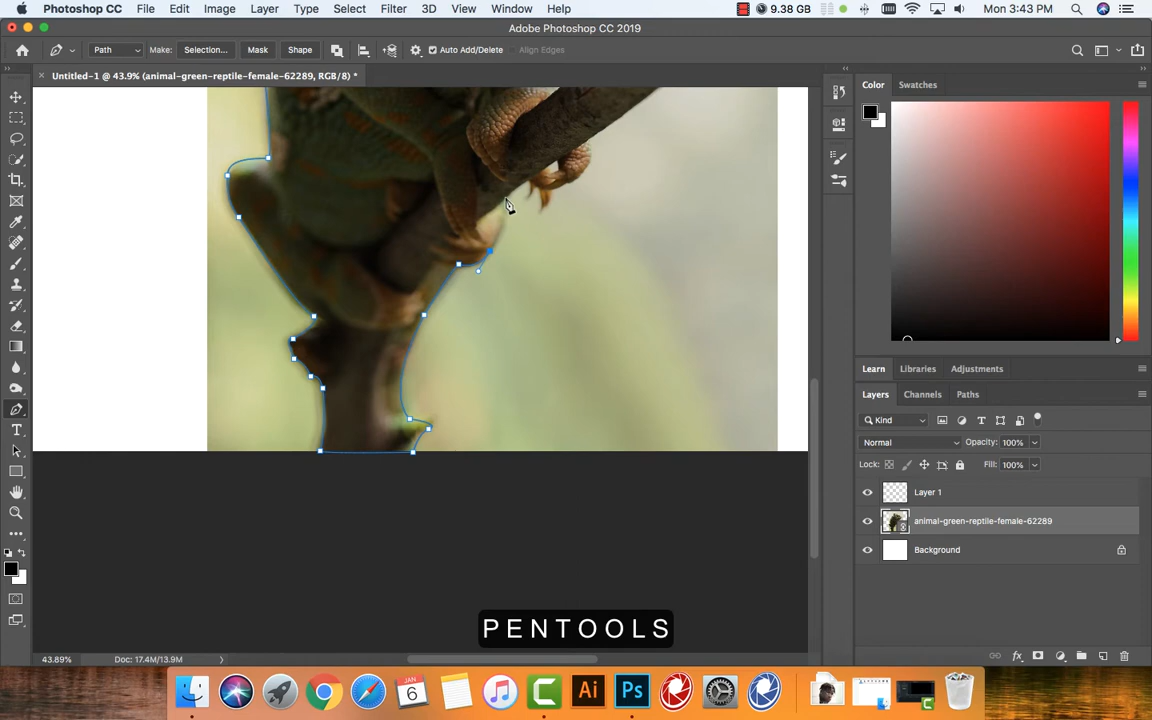 Photoshop CC File Edit Image Layer Type Select Filter 3D View Window Help 9.38 GB Mon 3:43 PM
Adobe Photoshop CC 2019
Path Make: Selection... Mask Shape Auto Add/Delete Align Edges
Untitled-1 @ 43.9% (animal-green-reptile-female-62289, RGB/8) *
Color Swatches
Learn Libraries Adjustments
Layers Channels Paths
Kind
Normal Opacity: 100%
Lock: Fill: 100%
Layer 1
animal-green-reptile-female-62289
Background
PENTOOLS
43.89% Doc: 17.4M/13.9M
JAN
6
Ai Ps